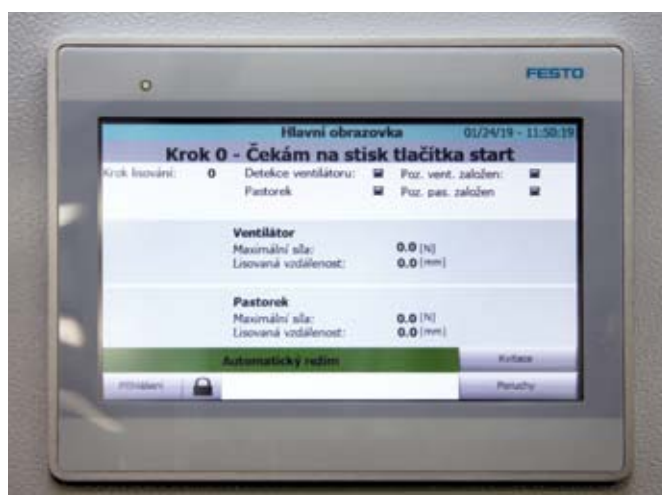 FESTO
Hlavní obrazovka 01/24/19 - 11:50:19
Krok 0 - Čekám na stisk tlačítka start
Krok lisování: 0 Detekce ventilátoru: Poz. vent. založen:
Pastorek Poz. pas. založen
Ventilátor
Maximální síla: 0.0 [N]
Lisovaná vzdálenost: 0.0 [mm]
Pastorek
Maximální síla: 0.0 [N]
Lisovaná vzdálenost: 0.0 [mm]
Automatický režim Kvitace
Přihlášení Poruchy